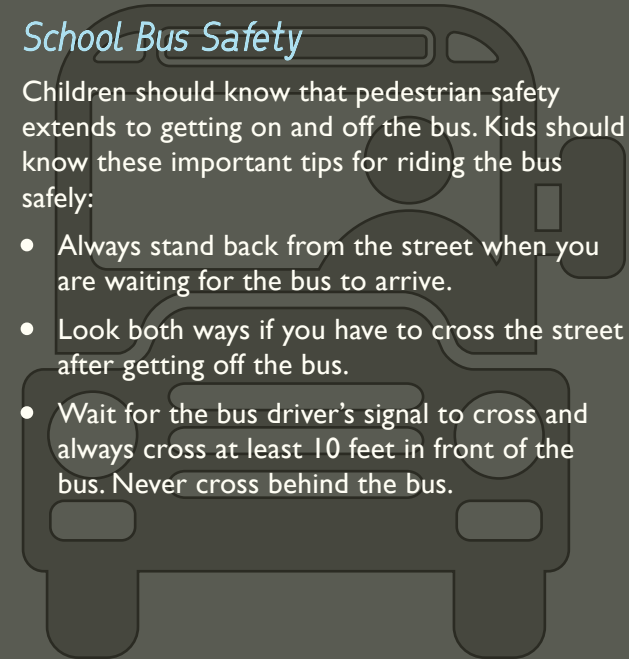 School Bus Safety
Children should know that pedestrian safety
extends to getting on and off the bus. Kids should
know these important tips for riding the bus
safely:
• Always stand back from the street when you
are waiting for the bus to arrive.
• Look both ways if you have to cross the street
after getting off the bus.
• Wait for the bus driver’s signal to cross and
always cross at least 10 feet in front of the
bus. Never cross behind the bus.